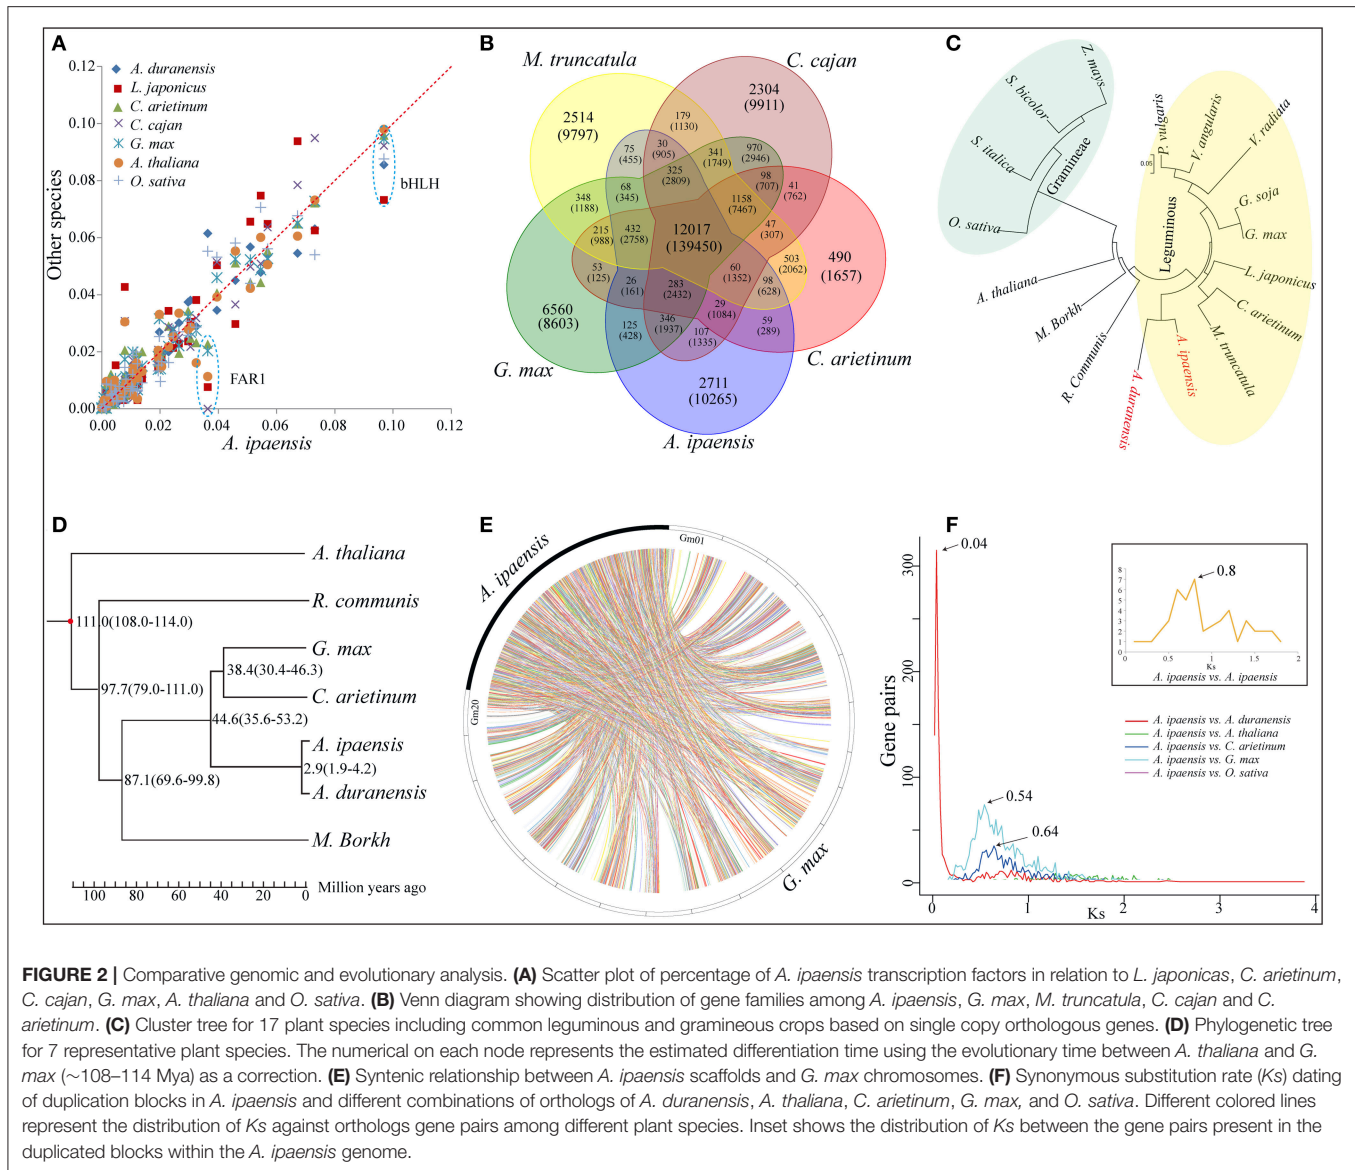 A
0.12
0.10
0.08
0.06
0.04
0.02
0.00
Other species
A. duranensis
L. japonicus
C. arietinum
C. cajan
G. max
A. thaliana
O. sativa
bHLH
FAR1
0.00 0.02 0.04 0.06 0.08 0.10 0.12
A. ipaensis
B
M. truncatula
C. cajan
2514
(9797)
2304
(9911)
179
(1130)
75
(455)
30
(905)
341
(1749)
970
(2946)
325
(2809)
98
(707)
41
(762)
348
(1188)
68
(345)
1158
(7467)
215
(988)
432
(2758)
12017
(139450)
47
(307)
490
(1657)
503
(2062)
53
(125)
26
(161)
283
(2432)
60
(1352)
98
(628)
29
(1084)
6560
(8603)
125
(428)
346
(1937)
107
(1335)
59
(289)
G. max
C. arietinum
2711
(10265)
A. ipaensis
C
Z. mays
S. bicolor
S. italica
O. sativa
Gramineae
P. vulgaris
V. angularis
V. radiata
0.05
G. soja
G. max
Leguminous
L. japonicus
C. arietinum
M. truncatula
A. ipaensis
A. duranensis
R. Communis
M. Borkh
A. thaliana
D
A. thaliana
R. communis
111.0(108.0-114.0)
G. max
38.4(30.4-46.3)
97.7(79.0-111.0)
C. arietinum
44.6(35.6-53.2)
A. ipaensis
2.9(1.9-4.2)
87.1(69.6-99.8)
A. duranensis
M. Borkh
100 80 60 40 20 0
Million years ago
E
A. ipaensis
Gm01
Gm20
G. max
F
0.04
300
200
100
0
Gene pairs
0.54
0.64
0 1 2 3 4
Ks
0.8
8
7
6
5
4
3
2
1
0 0.5 1 1.5 2
Ks
A. ipaensis vs. A. ipaensis
A. ipaensis vs. A. duranensis
A. ipaensis vs. A. thaliana
A. ipaensis vs. C. arietinum
A. ipaensis vs. G. max
A. ipaensis vs. O. sativa
FIGURE 2 | Comparative genomic and evolutionary analysis. (A) Scatter plot of percentage of A. ipaensis transcription factors in relation to L. japonicas, C. arietinum,
C. cajan, G. max, A. thaliana and O. sativa. (B) Venn diagram showing distribution of gene families among A. ipaensis, G. max, M. truncatula, C. cajan and C.
arietinum. (C) Cluster tree for 17 plant species including common leguminous and gramineous crops based on single copy orthologous genes. (D) Phylogenetic tree
for 7 representative plant species. The numerical on each node represents the estimated differentiation time using the evolutionary time between A. thaliana and G.
max (∼108–114 Mya) as a correction. (E) Syntenic relationship between A. ipaensis scaffolds and G. max chromosomes. (F) Synonymous substitution rate (Ks) dating
of duplication blocks in A. ipaensis and different combinations of orthologs of A. duranensis, A. thaliana, C. arietinum, G. max, and O. sativa. Different colored lines
represent the distribution of Ks against orthologs gene pairs among different plant species. Inset shows the distribution of Ks between the gene pairs present in the
duplicated blocks within the A. ipaensis genome.